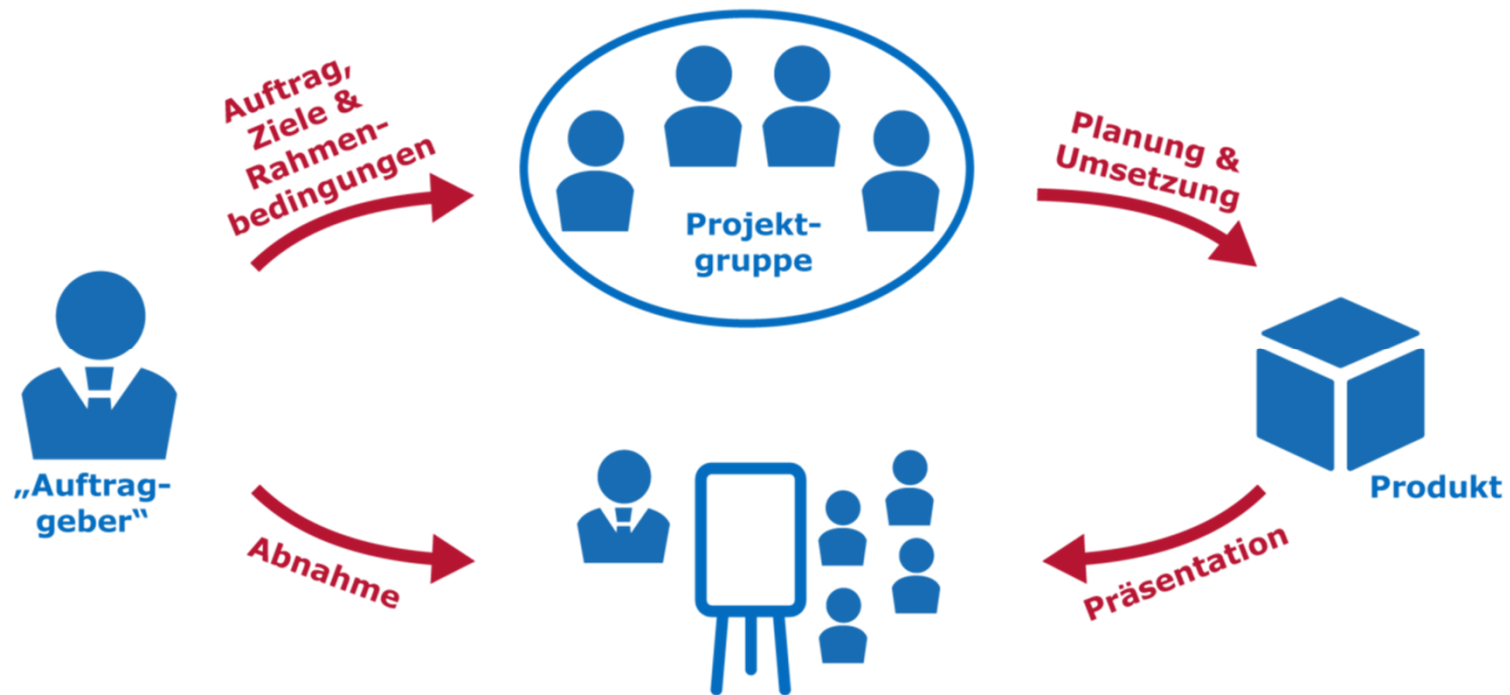 Auftrag,
Ziele &
Rahmen-
bedingungen
Projekt-
gruppe
Planung &
Umsetzung
„Auftrag-
geber“
Produkt
Abnahme
Präsentation